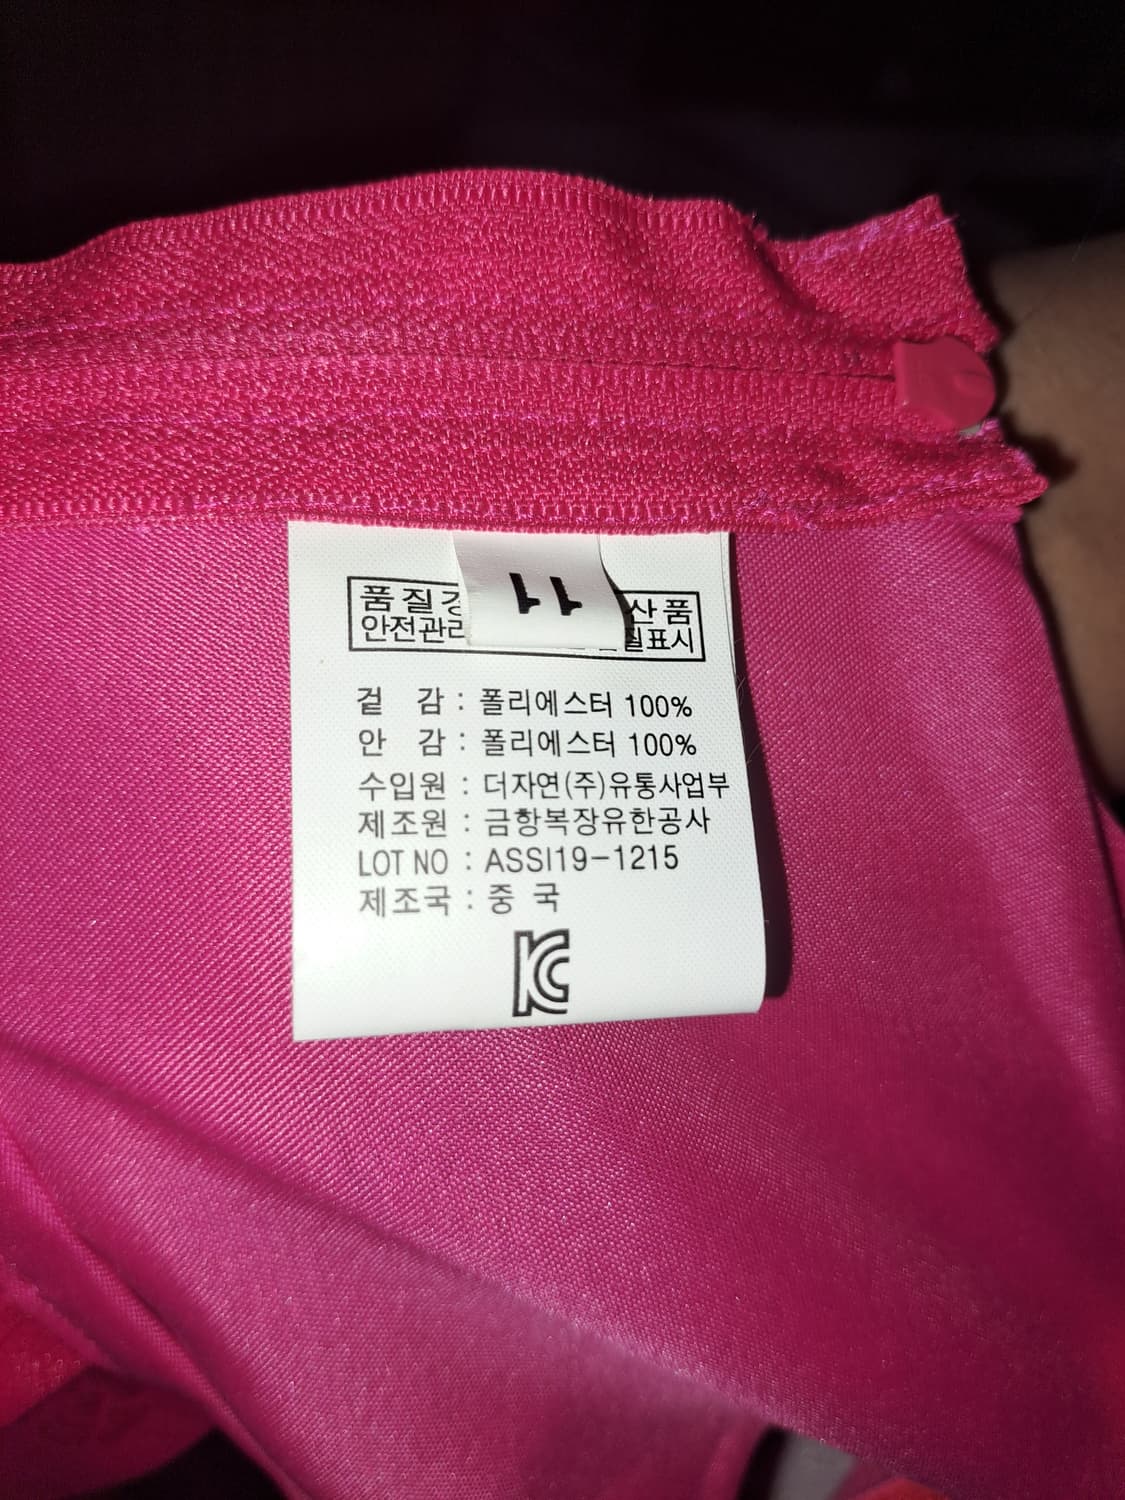 11
품질경 산품
안전관리 질표시
겉 감 : 폴리에스터 100%
안 감 : 폴리에스터 100%
수입원 : 더자연(주)유통사업부
제조원 : 금항복장유한공사
LOT NO : ASSI19-1215
제조국 : 중 국
KC